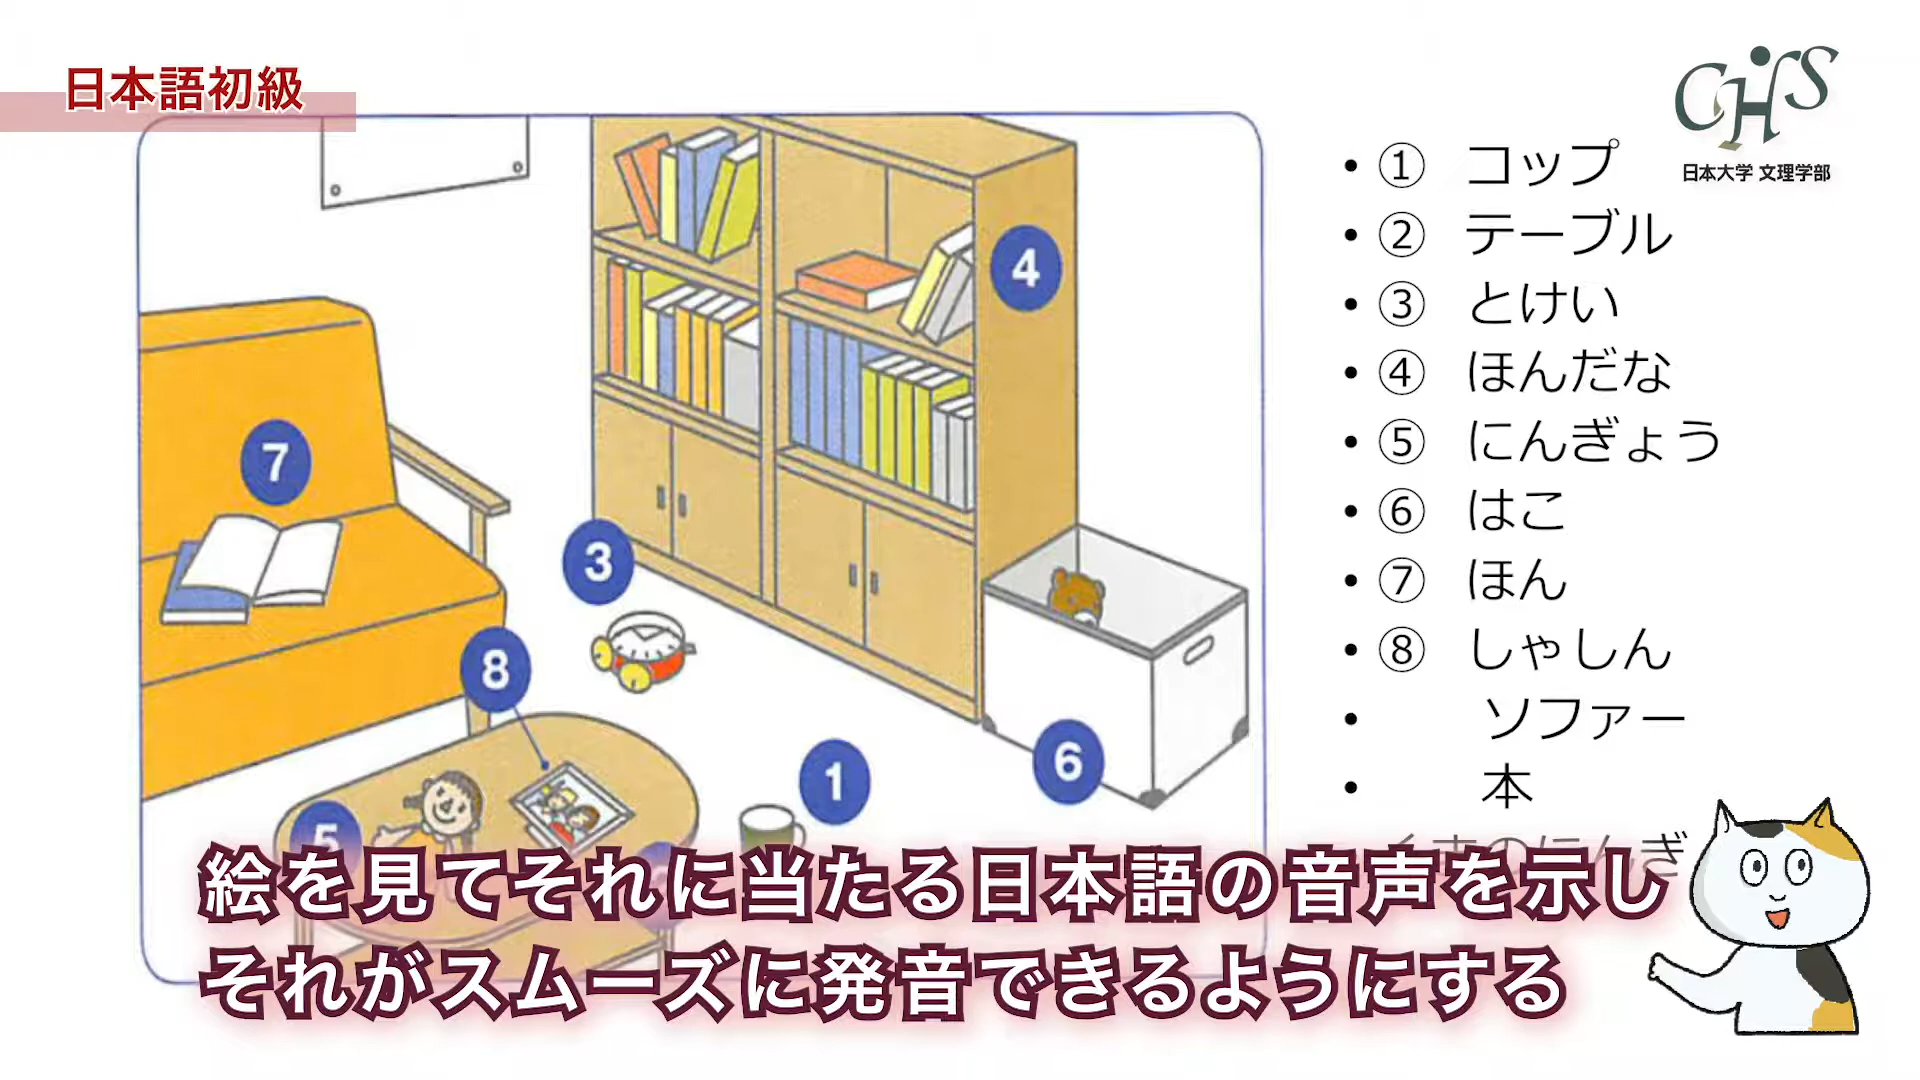 日本語初級
CHS
日本大学 文理学部
• ① コップ
• ② テーブル
• ③ とけい
• ④ ほんだな
• ⑤ にんぎょう
• ⑥ はこ
• ⑦ ほん
• ⑧ しゃしん
• ソファー
• 本
4
7
3
8
6
1
5
絵を見てそれに当たる日本語の音声を示し
それがスムーズに発音できるようにする